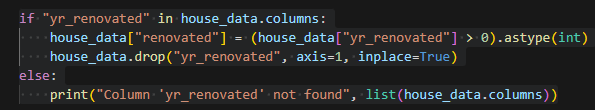 if "yr_renovated" in house_data.columns:
    house_data["renovated"] = (house_data["yr_renovated"] > 0).astype(int)
    house_data.drop("yr_renovated", axis=1, inplace=True)
else:
    print("Column 'yr_renovated' not found", list(house_data.columns))